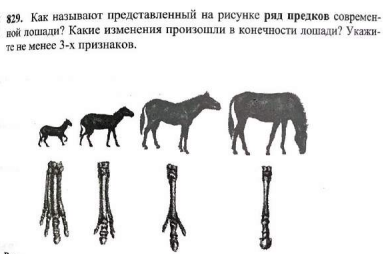 829. Как называют представленный на рисунке ряд предков современ-
ной лошади? Какие изменения произошли в конечности лошади? Укажи-
те не менее 3-х признаков.